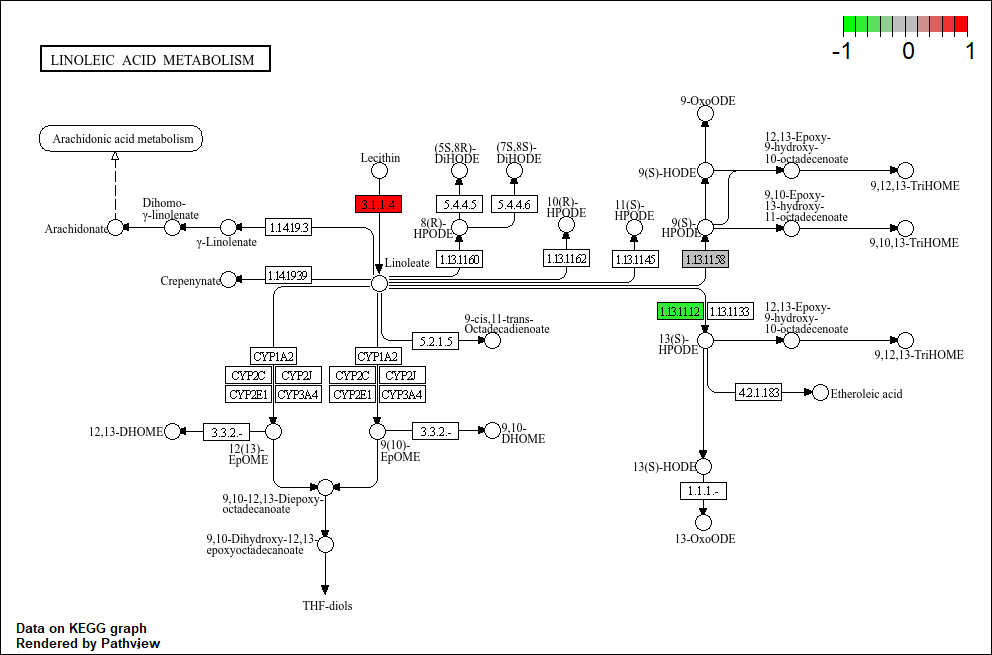 -1 0 1
LINOLEIC ACID METABOLISM
9-OxoODE
Arachidonic acid metabolism
Lecithin
(5S,8R)-
DiHODE
(7S,8S)-
DiHODE
12,13-Epoxy-
9-hydroxy-
10-octadecenoate
9(S)-HODE
9,12,13-TriHOME
3.1.1.4
5.4.4.5
5.4.4.6
Dihomo-
γ-linolenate
10(R)-
HPODE
11(S)-
HPODE
9,10-Epoxy-
13-hydroxy-
11-octadecenoate
8(R)-
HPODE
9(S)-
HPODE
Arachidonate
1.14.19.3
γ-Linolenate
9,10,13-TriHOME
Linoleate
1.13.11.60
1.13.11.62
1.13.11.45
1.13.11.58
Crepenynate
1.14.19.39
1.13.11.12
1.13.11.33
12,13-Epoxy-
9-hydroxy-
10-octadecenoate
9-cis,11-trans-
Octadecadienoate
5.2.1.5
13(S)-
HPODE
9,12,13-TriHOME
CYP1A2
CYP1A2
CYP2C
CYP2J
CYP2C
CYP2J
CYP2E1
CYP3A4
CYP2E1
CYP3A4
4.2.1.183
Etheroleic acid
12,13-DHOME
3.3.2.-
3.3.2.-
9,10-
DHOME
12(13)-
EpOME
9(10)-
EpOME
13(S)-HODE
1.1.1.-
9,10-12,13-Diepoxy-
octadecanoate
13-OxoODE
9,10-Dihydroxy-12,13-
epoxyoctadecanoate
THF-diols
Data on KEGG graph
Rendered by Pathview